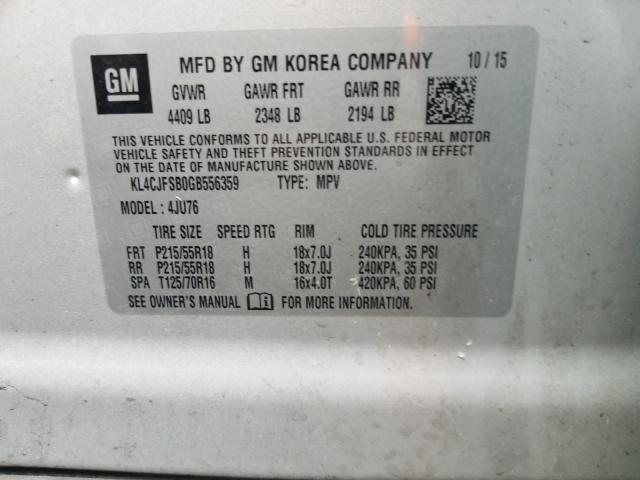 GM
MFD BY GM KOREA COMPANY 10/15
GVWR GAWR FRT GAWR RR
4409 LB 2348 LB 2194 LB
THIS VEHICLE CONFORMS TO ALL APPLICABLE U.S. FEDERAL MOTOR
VEHICLE SAFETY AND THEFT PREVENTION STANDARDS IN EFFECT
ON THE DATE OF MANUFACTURE SHOWN ABOVE.
KL4CJFSB0GB556359 TYPE: MPV
MODEL: 4JU76
TIRE SIZE SPEED RTG RIM COLD TIRE PRESSURE
FRT P215/55R18 H 18x7.0J 240KPA, 35 PSI
RR P215/55R18 H 18x7.0J 240KPA, 35 PSI
SPA T125/70R16 M 16x4.0T 420KPA, 60 PSI
SEE OWNER'S MANUAL FOR MORE INFORMATION.